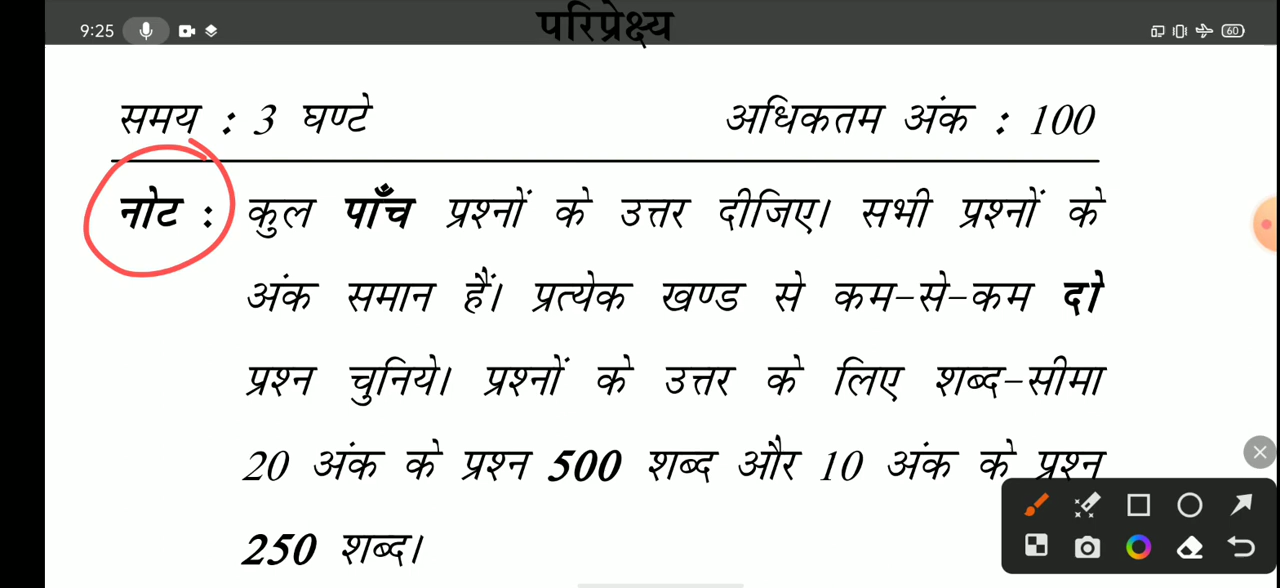 9:25
60
परिप्रेक्ष्य
समय : 3 घण्टे अधिकतम अंक : 100
नोट : कुल पाँच प्रश्नों के उत्तर दीजिए। सभी प्रश्नों के
अंक समान हैं। प्रत्येक खण्ड से कम-से-कम दो
प्रश्न चुनिये। प्रश्नों के उत्तर के लिए शब्द-सीमा
20 अंक के प्रश्न 500 शब्द और 10 अंक के प्रश्न
250 शब्द।